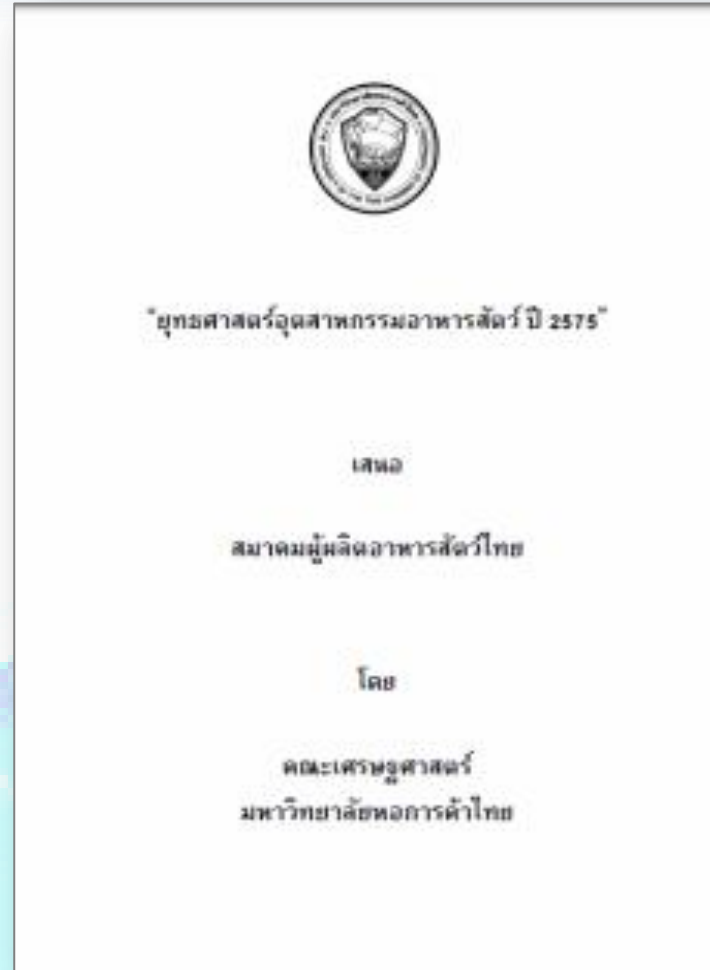 "ยุทธศาสตร์อุตสาหกรรมอาหารสัตว์ ปี 2575"
เสนอ
สมาคมผู้ผลิตอาหารสัตว์ไทย
โดย
คณะเศรษฐศาสตร์
มหาวิทยาลัยหอการค้าไทย